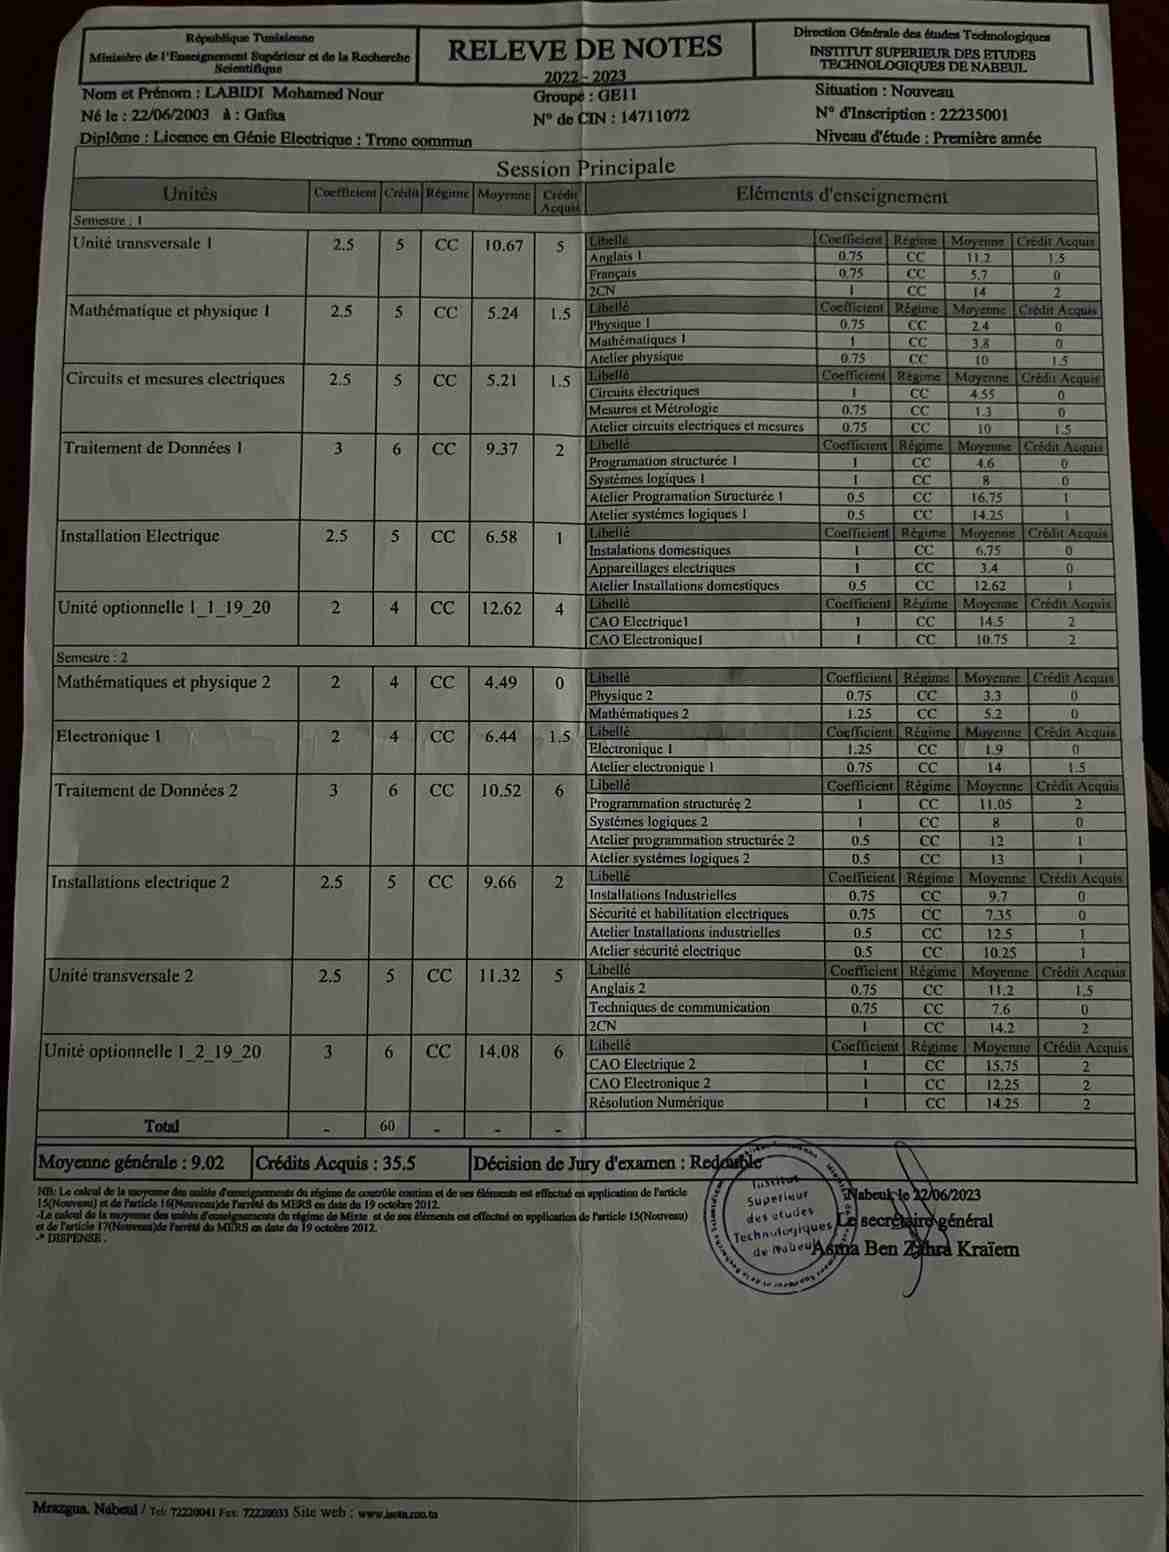 République Tunisienne
Ministère de l'Enseignement Supérieur et de la Recherche
Scientifique
RELEVE DE NOTES
2022 - 2023
Direction Générale des études Technologiques
INSTITUT SUPERIEUR DES ETUDES
TECHNOLOGIQUES DE NABEUL
Nom et Prénom : LABIDI Mohamed Nour
Groupe : GE11
Situation : Nouveau
Né le : 22/06/2003 à : Gafsa
N° de CIN : 14711072
N° d'Inscription : 22235001
Diplôme : Licence en Génie Electrique : Tronc commun
Niveau d'étude : Première année
Session Principale
Unités Coefficient Crédit Régime Moyenne Crédit Acquis Eléments d'enseignement
Semestre : 1
Unité transversale 1 2.5 5 CC 10.67 5
Libellé Coefficient Régime Moyenne Crédit Acquis
Anglais 1 0.75 CC 11.2 1.5
Français 0.75 CC 5.7 0
2CN 1 CC 14 2
Mathématique et physique 1 2.5 5 CC 5.24 1.5
Libellé Coefficient Régime Moyenne Crédit Acquis
Physique 1 0.75 CC 2.4 0
Mathématiques 1 1 CC 3.8 0
Atelier physique 0.75 CC 10 1.5
Circuits et mesures electriques 2.5 5 CC 5.21 1.5
Libellé Coefficient Régime Moyenne Crédit Acquis
Circuits électriques 1 CC 4.55 0
Mesures et Métrologie 0.75 CC 1.3 0
Atelier circuits electriques et mesures 0.75 CC 10 1.5
Traitement de Données 1 3 6 CC 9.37 2
Libellé Coefficient Régime Moyenne Crédit Acquis
Programation structurée 1 1 CC 4.6 0
Systémes logiques 1 1 CC 8 0
Atelier Programation Structurée 1 0.5 CC 16.75 1
Atelier systémes logiques 1 0.5 CC 14.25 1
Installation Electrique 2.5 5 CC 6.58 1
Libellé Coefficient Régime Moyenne Crédit Acquis
Instalations domestiques 1 CC 6.75 0
Appareillages electriques 1 CC 3.4 0
Atelier Installations domestiques 0.5 CC 12.62 1
Unité optionnelle 1_1_19_20 2 4 CC 12.62 4
Libellé Coefficient Régime Moyenne Crédit Acquis
CAO Electrique1 1 CC 14.5 2
CAO Electronique1 1 CC 10.75 2
Semestre : 2
Mathématiques et physique 2 2 4 CC 4.49 0
Libellé Coefficient Régime Moyenne Crédit Acquis
Physique 2 0.75 CC 3.3 0
Mathématiques 2 1.25 CC 5.2 0
Electronique 1 2 4 CC 6.44 1.5
Libellé Coefficient Régime Moyenne Crédit Acquis
Electronique 1 1.25 CC 1.9 0
Atelier electronique 1 0.75 CC 14 1.5
Traitement de Données 2 3 6 CC 10.52 6
Libellé Coefficient Régime Moyenne Crédit Acquis
Programmation structurée 2 1 CC 11.05 2
Systémes logiques 2 1 CC 8 0
Atelier programmation structurée 2 0.5 CC 12 1
Atelier systémes logiques 2 0.5 CC 13 1
Installations electrique 2 2.5 5 CC 9.66 2
Libellé Coefficient Régime Moyenne Crédit Acquis
Installations Industrielles 0.75 CC 9.7 0
Sécurité et habilitation electriques 0.75 CC 7.35 0
Atelier Installations industrielles 0.5 CC 12.5 1
Atelier sécurité electrique 0.5 CC 10.25 1
Unité transversale 2 2.5 5 CC 11.32 5
Libellé Coefficient Régime Moyenne Crédit Acquis
Anglais 2 0.75 CC 11.2 1.5
Techniques de communication 0.75 CC 7.6 0
2CN 1 CC 14.2 2
Unité optionnelle 1_2_19_20 3 6 CC 14.08 6
Libellé Coefficient Régime Moyenne Crédit Acquis
CAO Electrique 2 1 CC 15.75 2
CAO Electronique 2 1 CC 12.25 2
Résolution Numérique 1 CC 14.25 2
Total - 60 - - -
Moyenne générale : 9.02 Crédits Acquis : 35.5 Décision de Jury d'examen : Redouble
NB: Le calcul de la moyenne des unités d'enseignements du régime de contrôle continu et de ses éléments est effectué en application de l'article
15(Nouveau) et de l'article 16(Nouveau)de l'arrêté du MERS en date du 19 octobre 2012.
-Le calcul de la moyenne des unités d'enseignements du régime de Mixte et de ses éléments est effectué en application de l'article 15(Nouveau)
et de l'article 17(Nouveau)de l'arrêté du MERS en date du 19 octobre 2012.
-* DISPENSE .
Institut
Superieur
des etudes
Technologiques
de Nabeul
Nabeul, le 22/06/2023
Le secrétaire général
Asma Ben Zahra Kraïem
Mrazgua, Nabeul / Tel: 72220041 Fax: 72220033 Site web : www.isetn.rnu.tn